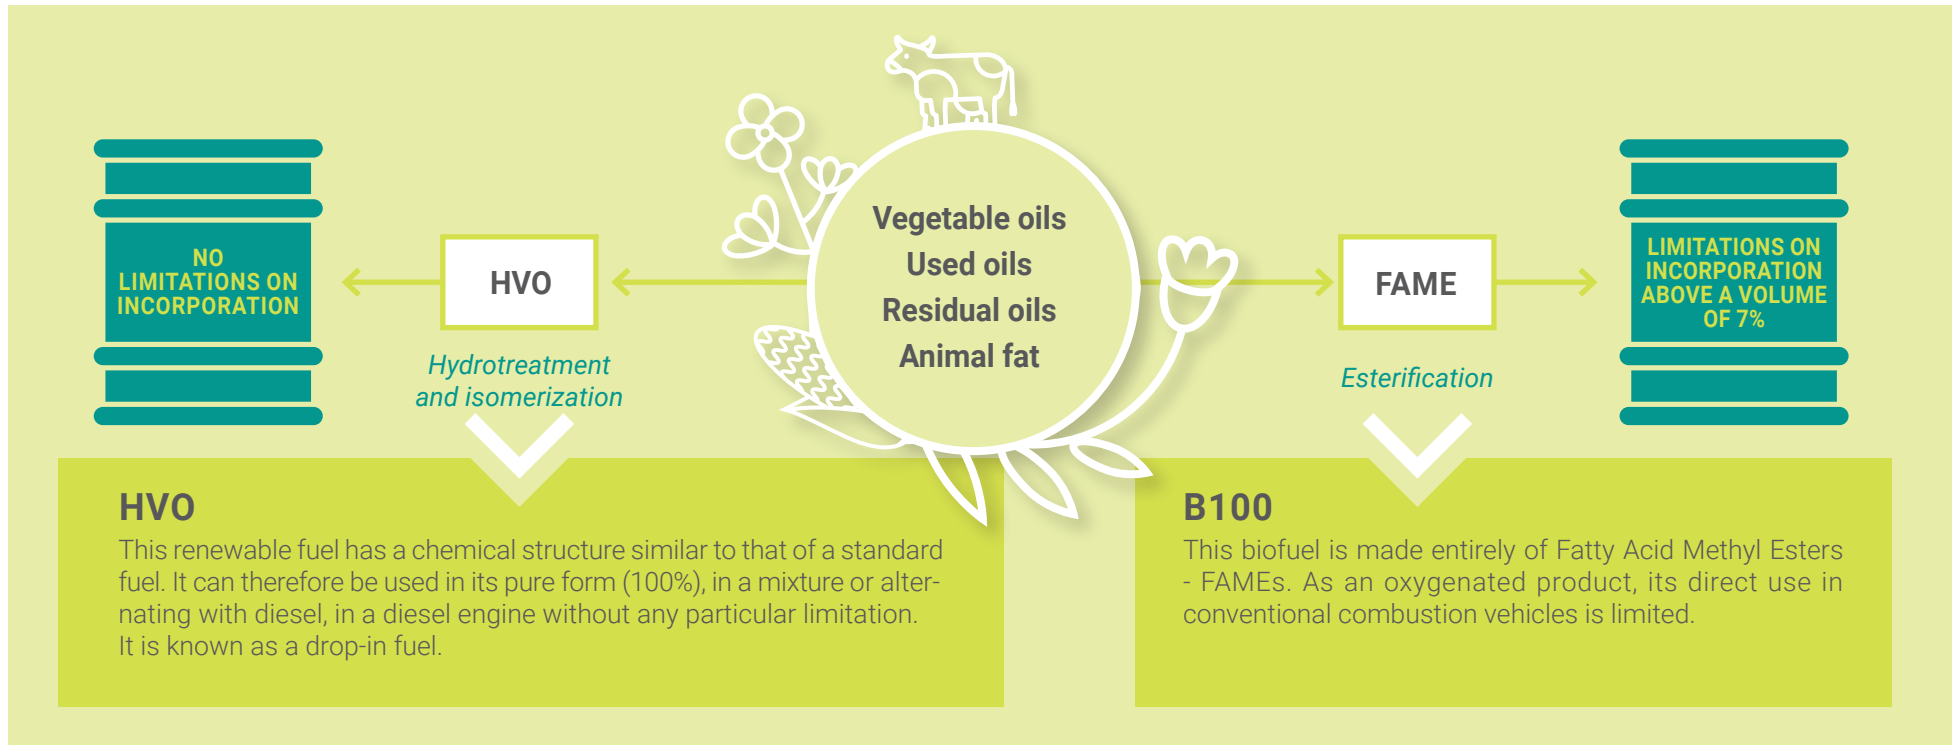 Vegetable oils
Used oils
Residual oils
Animal fat
NO
LIMITATIONS ON
INCORPORATION
HVO
Hydrotreatment
and isomerization
FAME
Esterification
LIMITATIONS ON
INCORPORATION
ABOVE A VOLUME
OF 7%
HVO
This renewable fuel has a chemical structure similar to that of a standard
fuel. It can therefore be used in its pure form (100%), in a mixture or alter-
nating with diesel, in a diesel engine without any particular limitation.
It is known as a drop-in fuel.
B100
This biofuel is made entirely of Fatty Acid Methyl Esters
- FAMEs. As an oxygenated product, its direct use in
conventional combustion vehicles is limited.